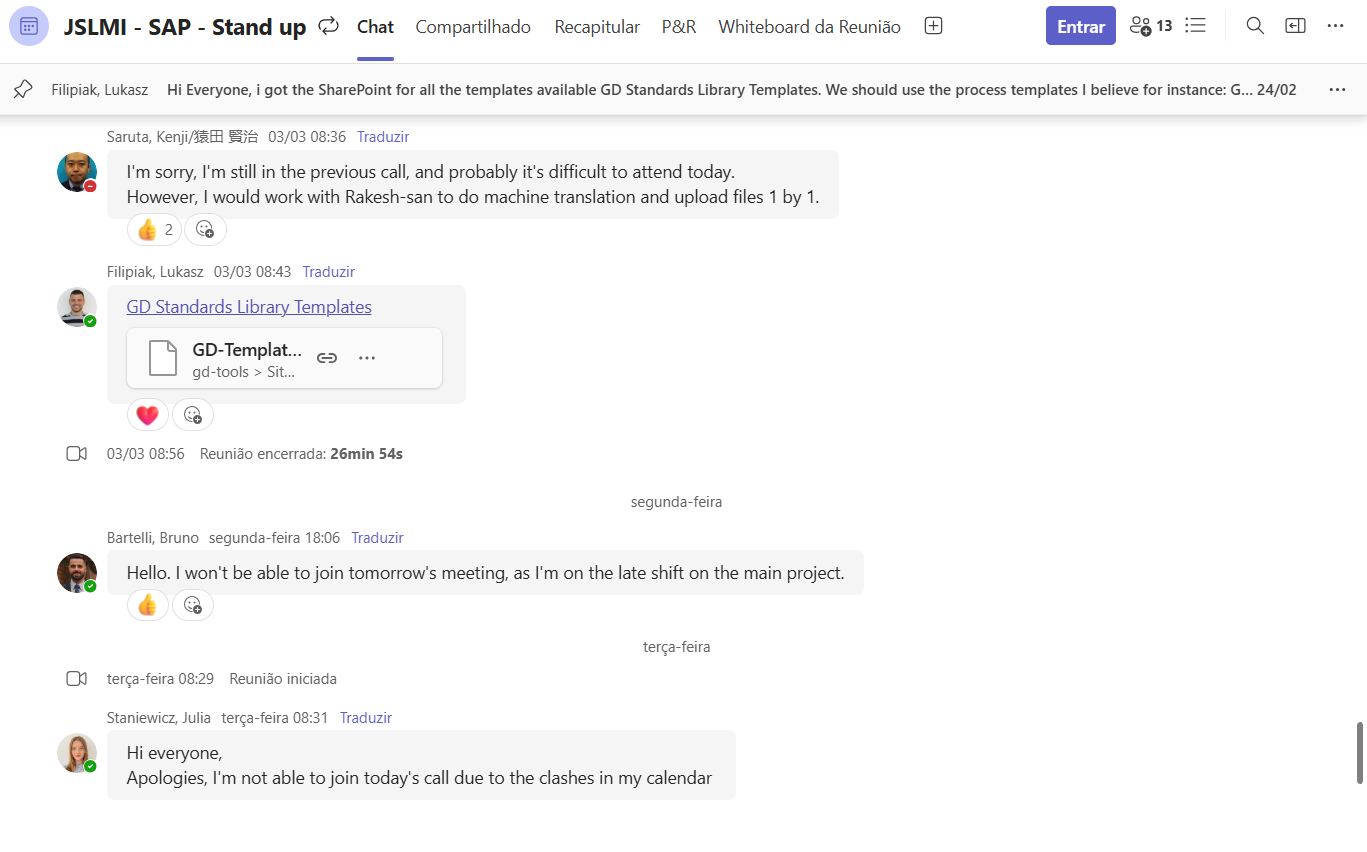 JSLMI - SAP - Stand up Chat Compartilhado Recapitular P&R Whiteboard da Reunião Entrar 13
Filipiak, Lukasz Hi Everyone, i got the SharePoint for all the templates available GD Standards Library Templates. We should use the process templates I believe for instance: G... 24/02
Saruta, Kenji/猿田 賢治 03/03 08:36 Traduzir
I'm sorry, I'm still in the previous call, and probably it's difficult to attend today.
However, I would work with Rakesh-san to do machine translation and upload files 1 by 1.
2
Filipiak, Lukasz 03/03 08:43 Traduzir
GD Standards Library Templates
GD-Templat...
gd-tools > Sit...
03/03 08:56 Reunião encerrada: 26min 54s
segunda-feira
Bartelli, Bruno segunda-feira 18:06 Traduzir
Hello. I won't be able to join tomorrow's meeting, as I'm on the late shift on the main project.
terça-feira
terça-feira 08:29 Reunião iniciada
Staniewicz, Julia terça-feira 08:31 Traduzir
Hi everyone,
Apologies, I'm not able to join today's call due to the clashes in my calendar